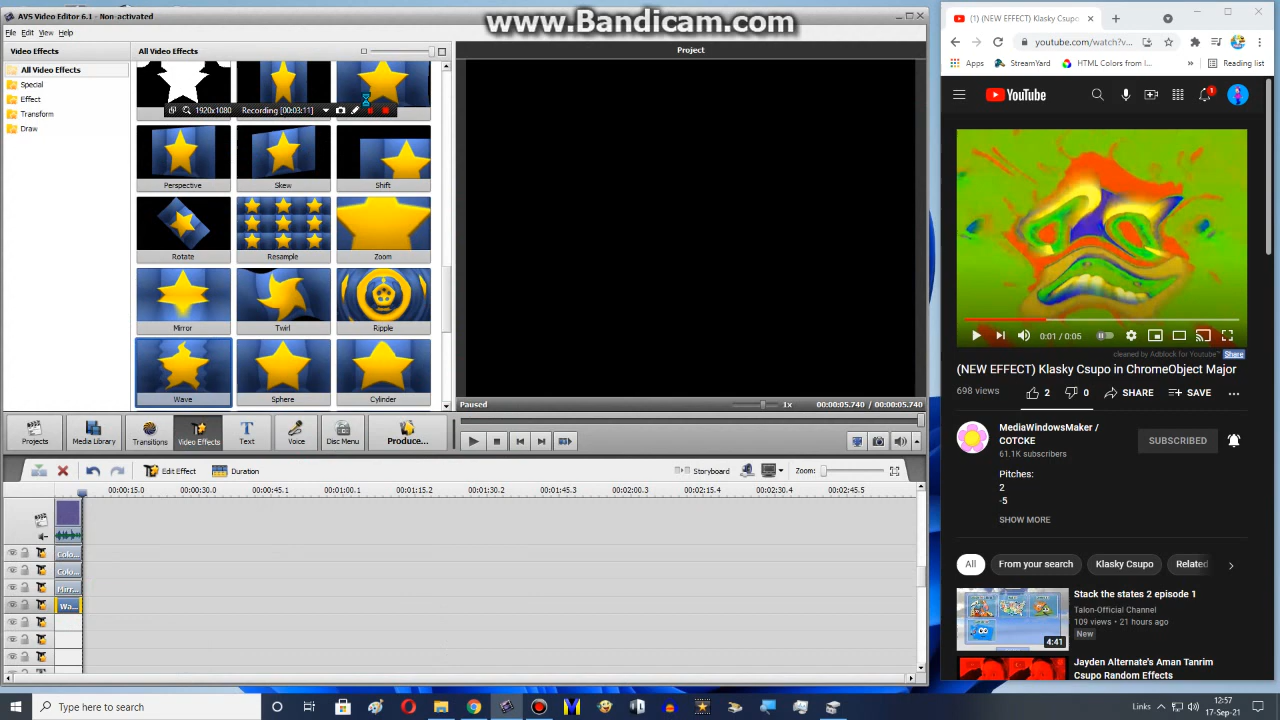 AVS Video Editor 6.1 - Non-activated
www.Bandicam.com
File Edit View Help
Video Effects
All Video Effects
Project
All Video Effects
Special
Effect
Transform
Draw
1920x1080 Recording [00:03:11]
Perspective Skew Shift
Rotate Resample Zoom
Mirror Twirl Ripple
Wave Sphere Cylinder
Paused 1x 00:00:05.740 / 00:00:05.740
Projects Media Library Transitions Video Effects Text Voice Disc Menu Produce...
Edit Effect Duration Storyboard Zoom:
00:00:15.0 00:00:30.0 00:00:45.1 00:01:00.1 00:01:15.2 00:01:30.2 00:01:45.3 00:02:00.3 00:02:15.4 00:02:30.4 00:02:45.5
Colo...
Colo...
Mirr...
Wa...
(1) (NEW EFFECT) Klasky Csupo
youtube.com/watch?v...
Apps StreamYard HTML Colors from I... » Reading list
YouTube
1
0:01 / 0:05
cleaned by Adblock for Youtube™ Share
(NEW EFFECT) Klasky Csupo in ChromeObject Major
698 views 2 0 SHARE SAVE
MediaWindowsMaker /
COTCKE
61.1K subscribers
SUBSCRIBED
Pitches:
2
-5
SHOW MORE
All From your search Klasky Csupo Related
Stack the states 2 episode 1
Talon-Official Channel
109 views • 21 hours ago
New
4:41
Jayden Alternate's Aman Tanrim
Csupo Random Effects
Type here to search
Links
12:57
17-Sep-21